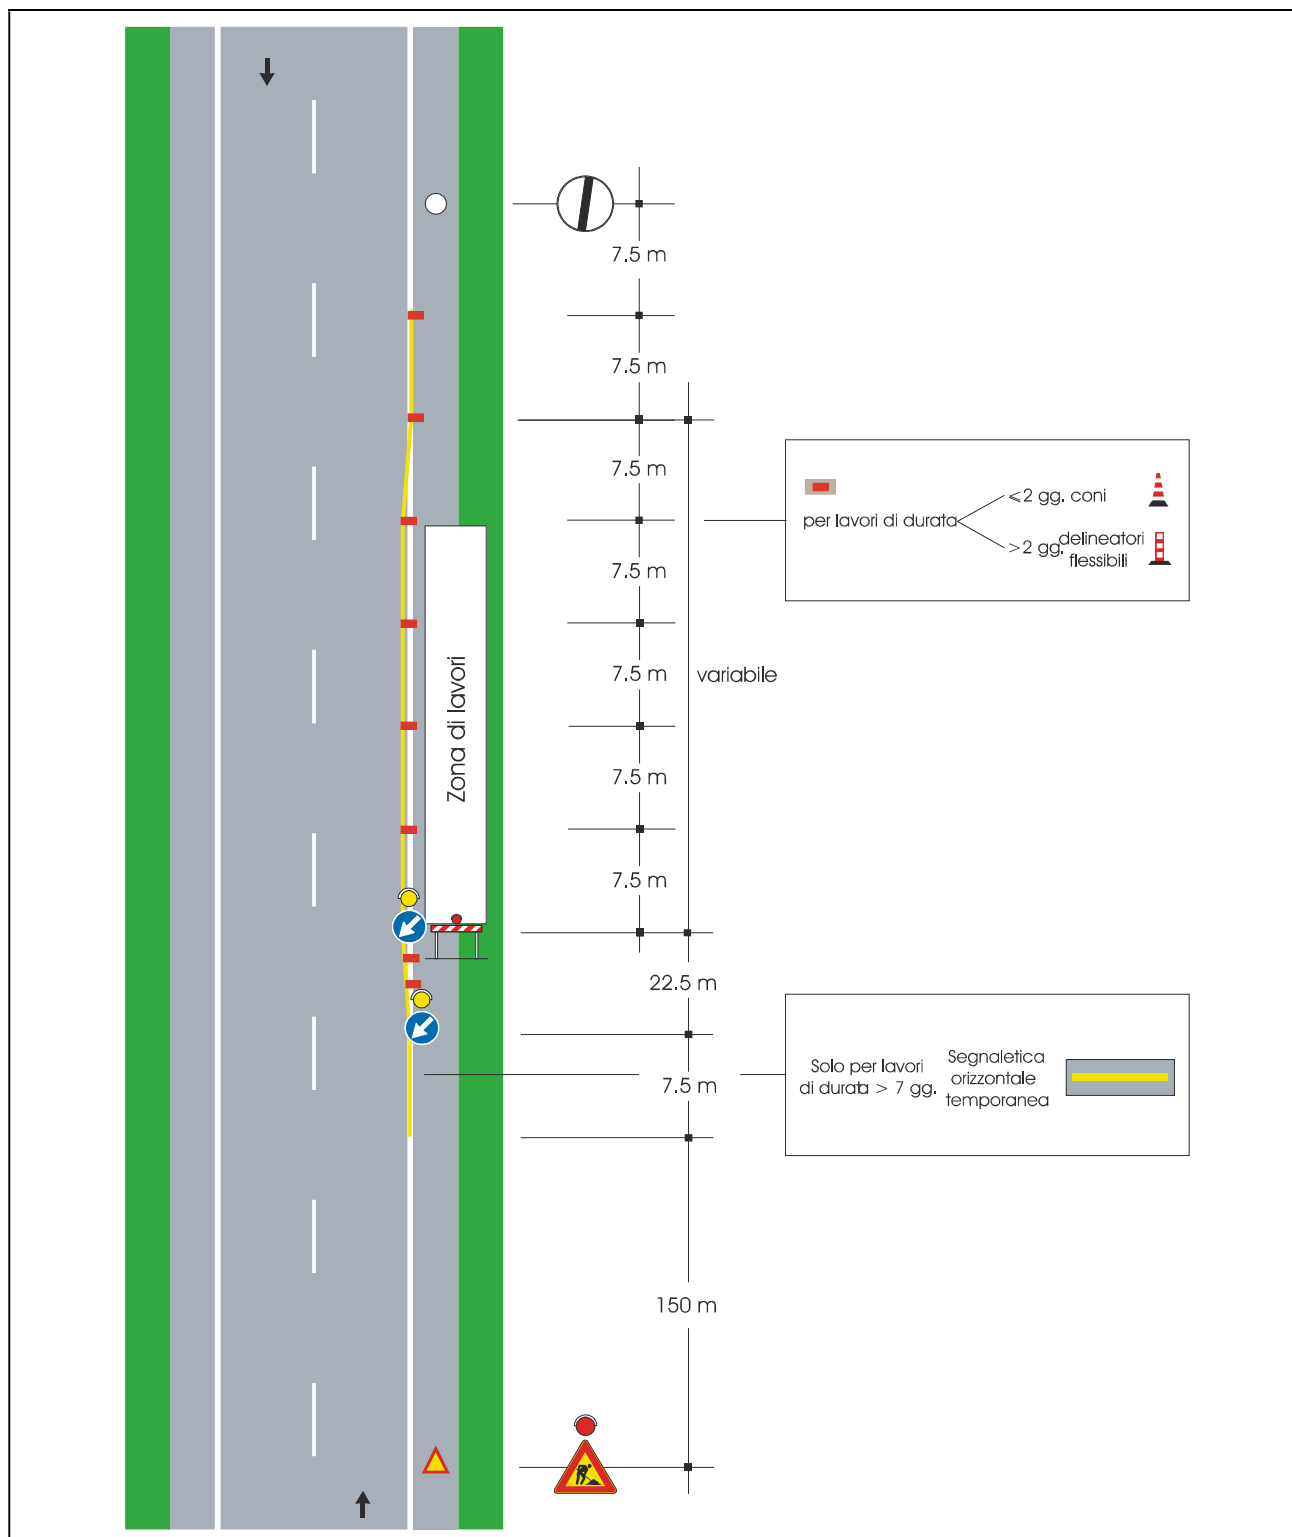 7.5 m
7.5 m
7.5 m
≤2 gg. coni
per lavori di durata
>2 gg. delineatori
flessibili
7.5 m
Zona di lavori
7.5 m
variabile
7.5 m
7.5 m
22.5 m
Solo per lavori
di durata > 7 gg.
Segnaletica
orizzontale
temporanea
7.5 m
150 m